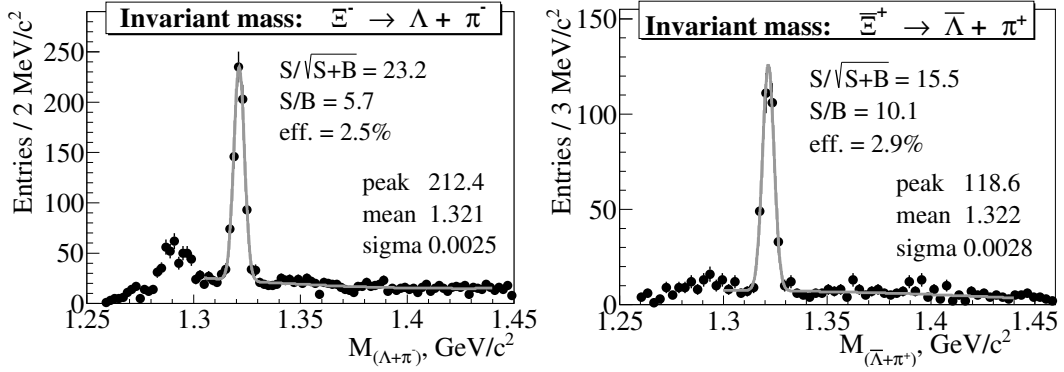 Invariant mass: Ξ⁻ → Λ + π⁻
Entries / 2 MeV/c²
250
200
150
100
50
0
S/√S+B = 23.2
S/B = 5.7
eff. = 2.5%
peak 212.4
mean 1.321
sigma 0.0025
1.25 1.3 1.35 1.4 1.45
M(Λ+π⁻), GeV/c²
Invariant mass: Ξ̅⁺ → Λ̅ + π⁺
Entries / 3 MeV/c²
150
100
50
0
S/√S+B = 15.5
S/B = 10.1
eff. = 2.9%
peak 118.6
mean 1.322
sigma 0.0028
1.25 1.3 1.35 1.4 1.45
M(Λ̅+π⁺), GeV/c²